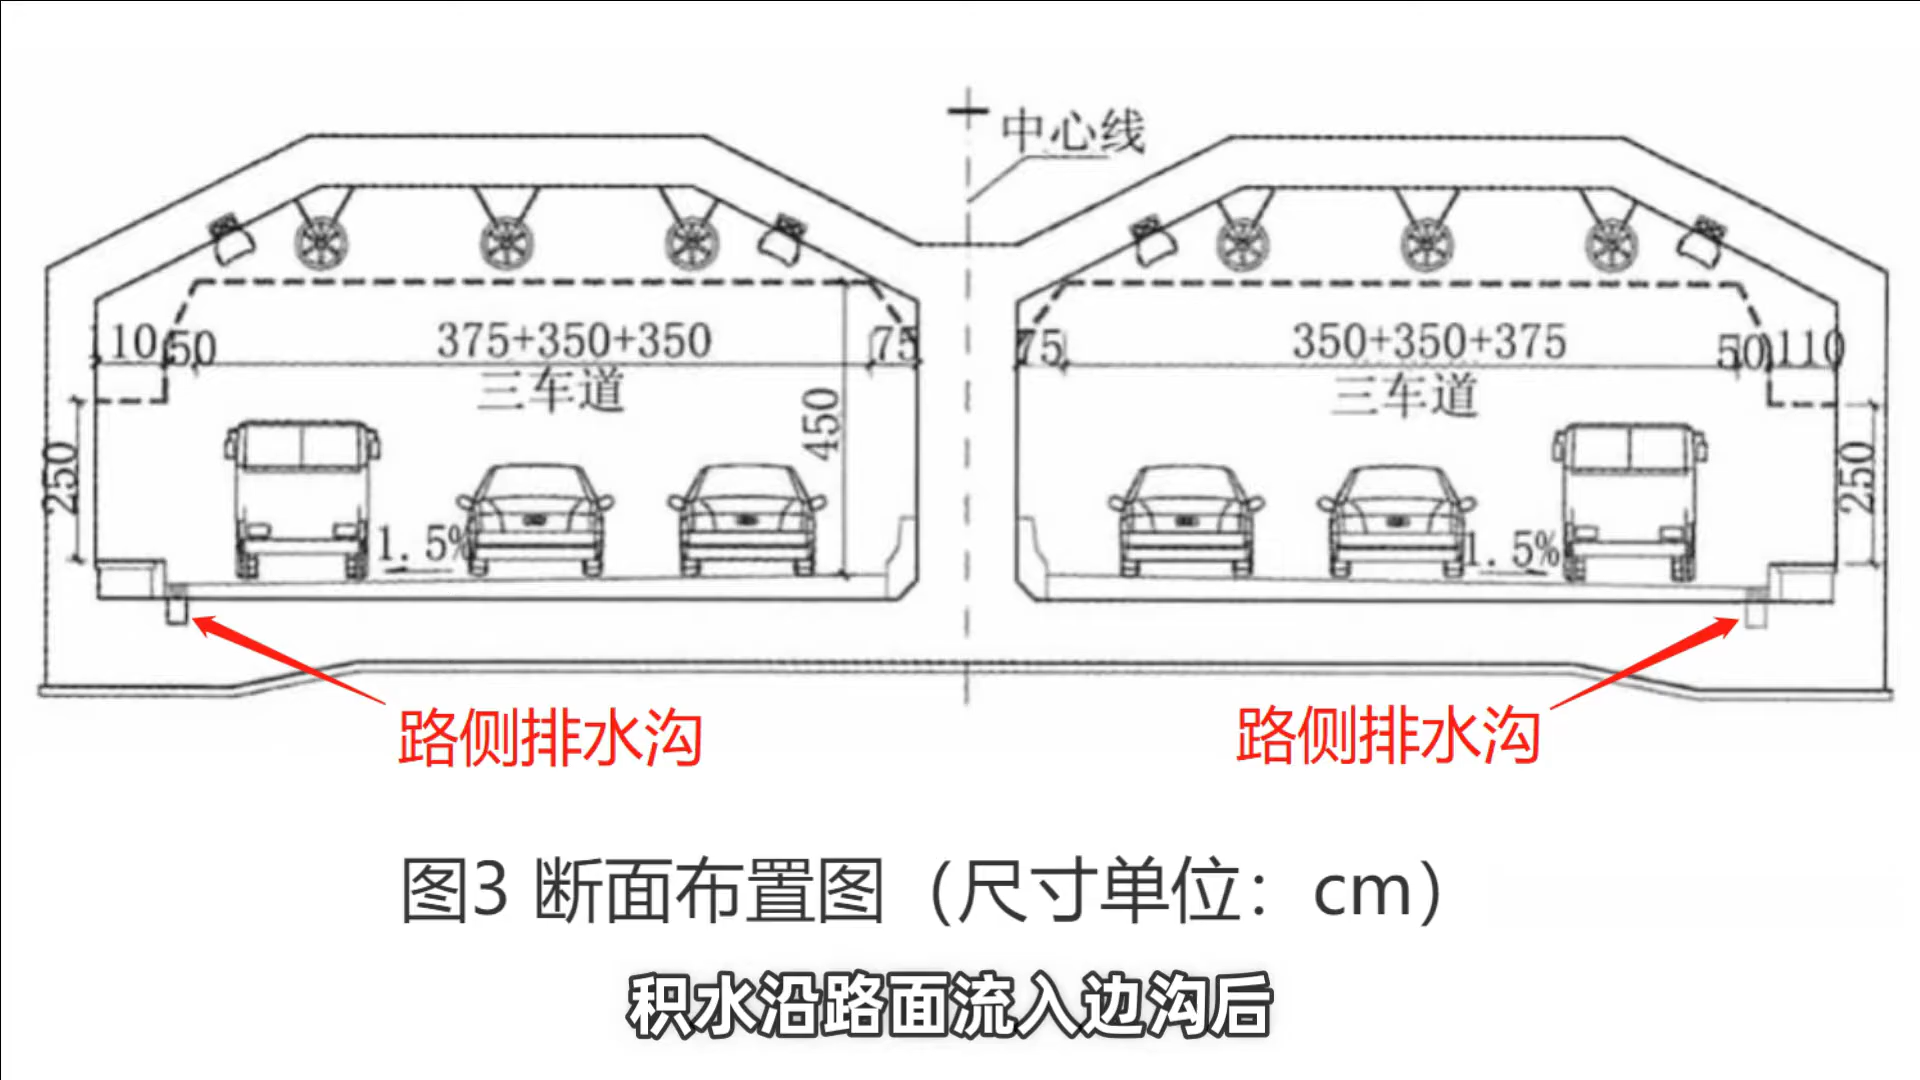 中心线
10 50 375+350+350 75
75 350+350+375 50 110
三车道
三车道
450
250
250
1.5%
1.5%
路侧排水沟
路侧排水沟
图3 断面布置图（尺寸单位：cm）
积水沿路面流入边沟后